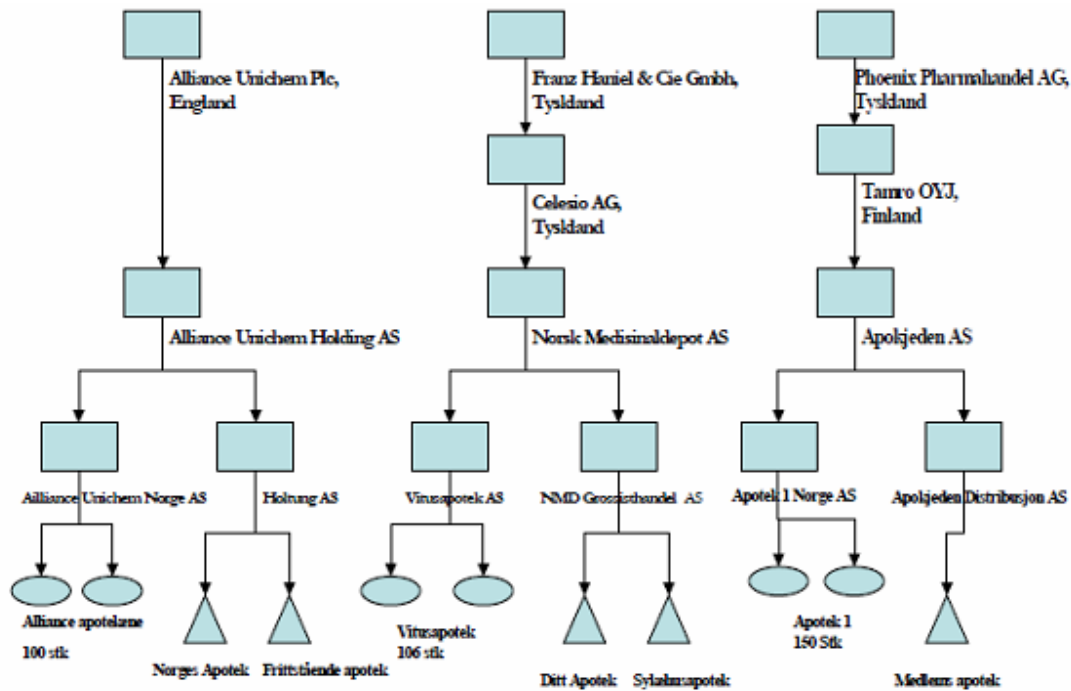 Alliance Unichem Plc,
England
Franz Haniel & Cie Gmbh,
Tyskland
Phoenix Pharmahandel AG,
Tyskland
Celesio AG,
Tyskland
Tamro OYJ,
Finland
Alliance Unichem Holding AS
Norsk Medisinaldepot AS
Apokjeden AS
Ailliance Unichem Norge AS
Holtung AS
Vitusapotek AS
NMD Grossisthandel AS
Apotek 1 Norge AS
Apokjeden Distribusjon AS
Alliance apotekene
100 stk
Norges Apotek
Frittstående apotek
Vitusapotek
106 stk
Ditt Apotek
Sykehusapotek
Apotek 1
150 Stk
Medlems apotek